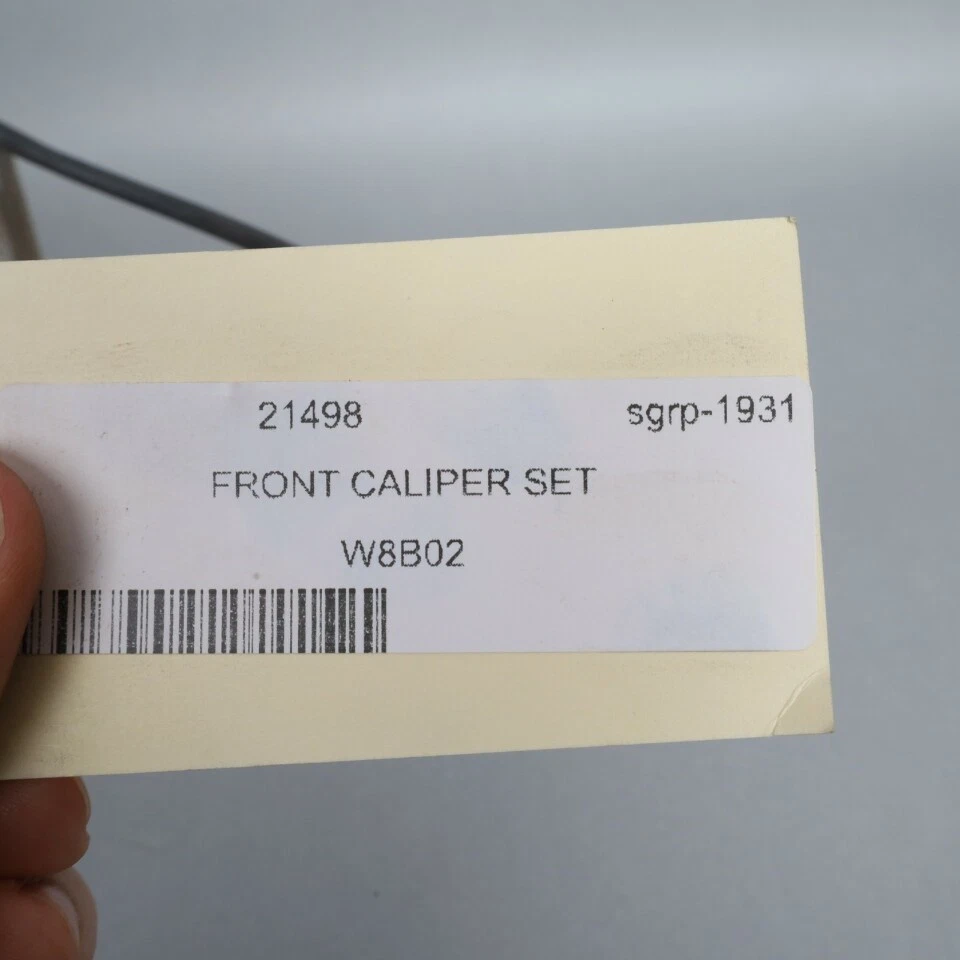 21498 sgrp-1931
FRONT CALIPER SET
W8B02